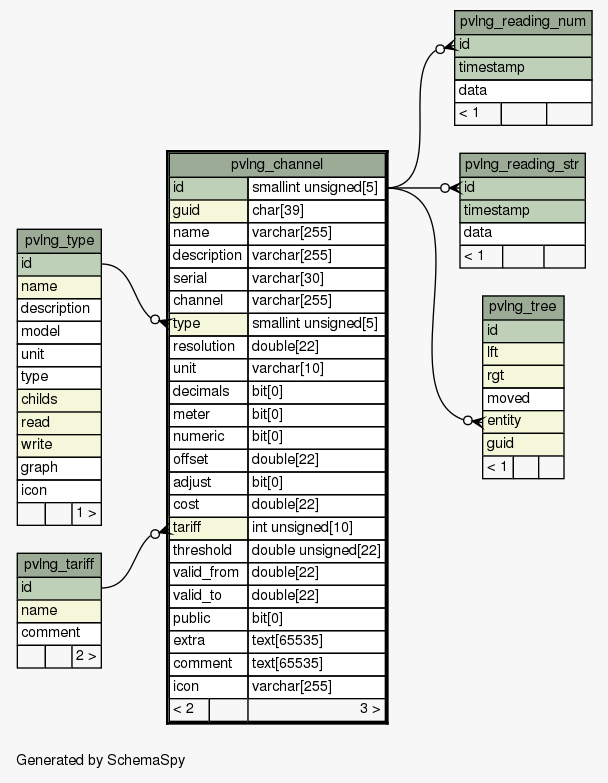 pvlng_reading_num
id
timestamp
data
< 1
pvlng_channel
id smallint unsigned[5]
guid char[39]
name varchar[255]
description varchar[255]
serial varchar[30]
channel varchar[255]
type smallint unsigned[5]
resolution double[22]
unit varchar[10]
decimals bit[0]
meter bit[0]
numeric bit[0]
offset double[22]
adjust bit[0]
cost double[22]
tariff int unsigned[10]
threshold double unsigned[22]
valid_from double[22]
valid_to double[22]
public bit[0]
extra text[65535]
comment text[65535]
icon varchar[255]
< 2 3 >
pvlng_reading_str
id
timestamp
data
< 1
pvlng_type
id
name
description
model
unit
type
childs
read
write
graph
icon
1 >
pvlng_tree
id
lft
rgt
moved
entity
guid
< 1
pvlng_tariff
id
name
comment
2 >
Generated by SchemaSpy